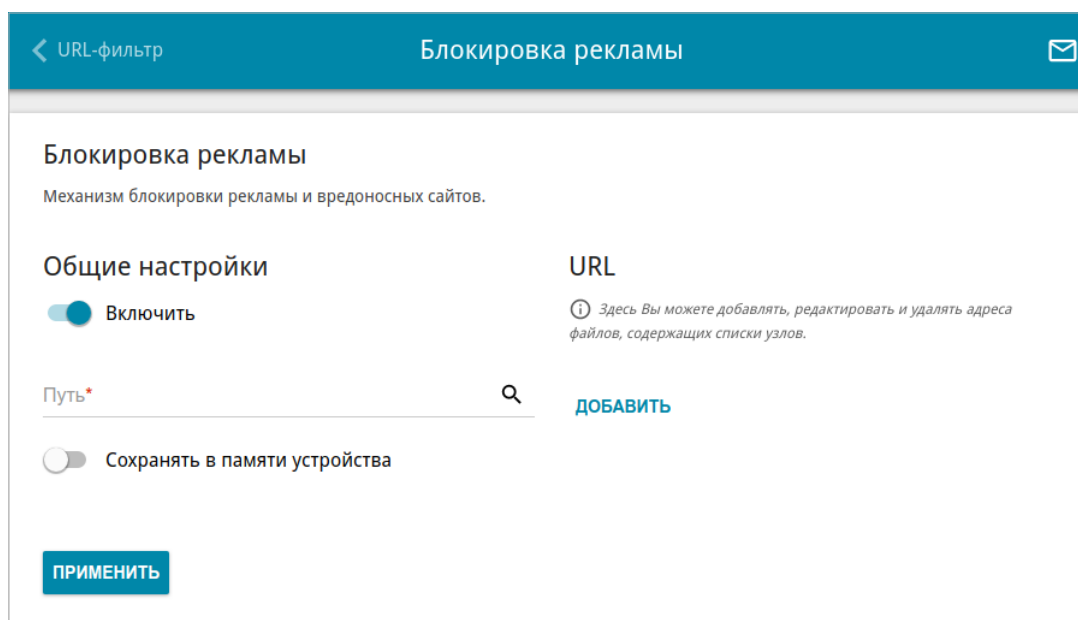 URL-фильтр
Блокировка рекламы
Блокировка рекламы
Механизм блокировки рекламы и вредоносных сайтов.
Общие настройки
Включить
Путь*
Сохранять в памяти устройства
ПРИМЕНИТЬ
URL
Здесь Вы можете добавлять, редактировать и удалять адреса
файлов, содержащих списки узлов.
ДОБАВИТЬ